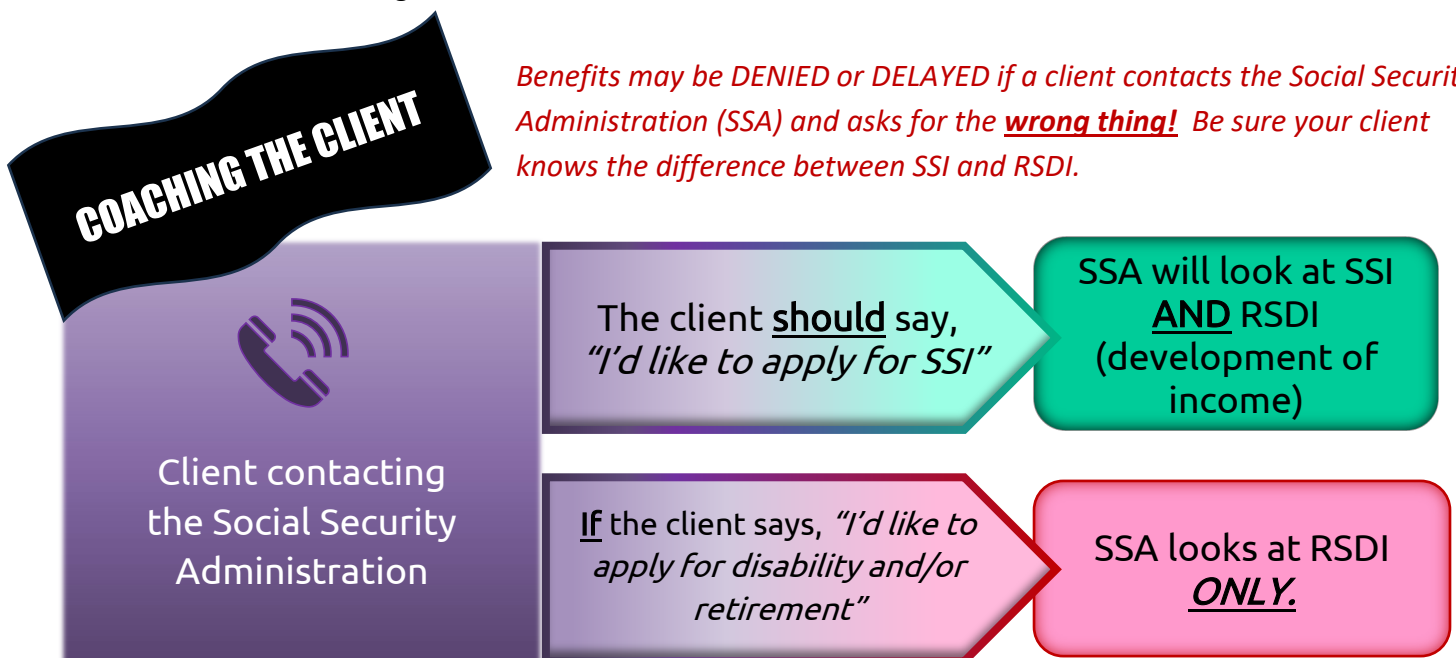 COACHING THE CLIENT
Benefits may be DENIED or DELAYED if a client contacts the Social Securit
Administration (SSA) and asks for the wrong thing! Be sure your client
knows the difference between SSI and RSDI.
Client contacting
the Social Security
Administration
The client should say,
“I’d like to apply for SSI”
SSA will look at SSI
AND RSDI
(development of
income)
If the client says, “I’d like to
apply for disability and/or
retirement”
SSA looks at RSDI
ONLY.